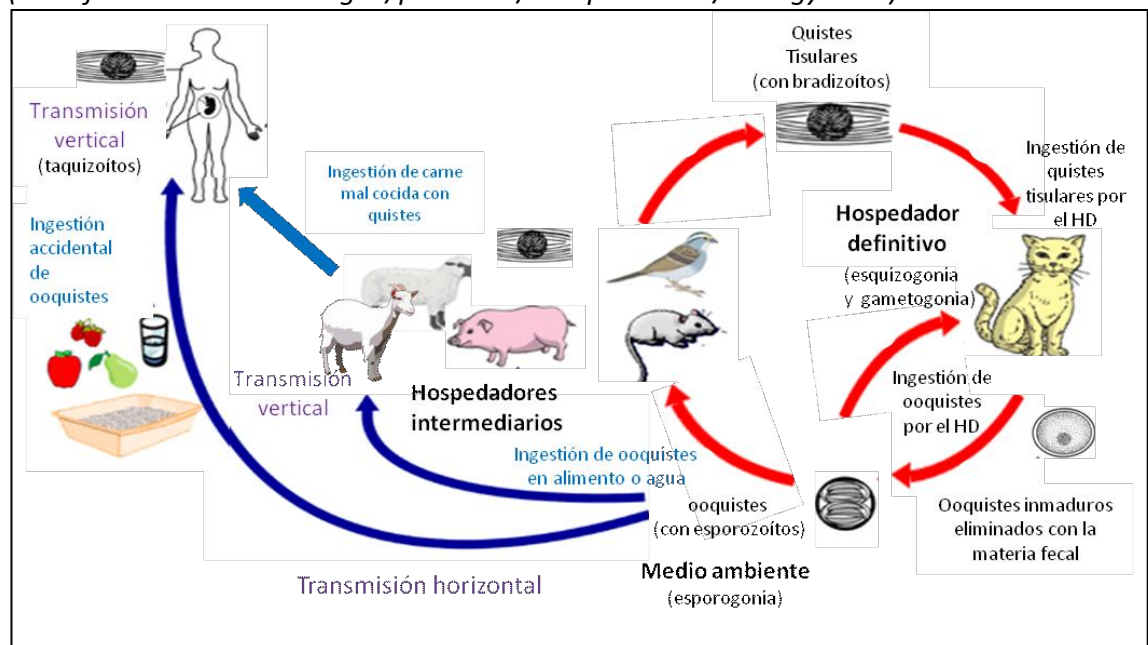 Quistes
Tisulares
(con bradizoítos)
Transmisión
vertical
(taquizoítos)
Ingestión de carne
mal cocida con
quistes
Ingestión de
quistes
tisulares por
el HD
Ingestión
accidental
de
ooquistes
Hospedador
definitivo
(esquizogonia
y gametogonia)
Transmisión
vertical
Hospedadores
intermediarios
Ingestión de
ooquistes
por el HD
Ingestión de ooquistes
en alimento o agua
ooquistes
(con esporozoítos)
Ooquistes inmaduros
eliminados con la
materia fecal
Medio ambiente
(esporogonia)
Transmisión horizontal